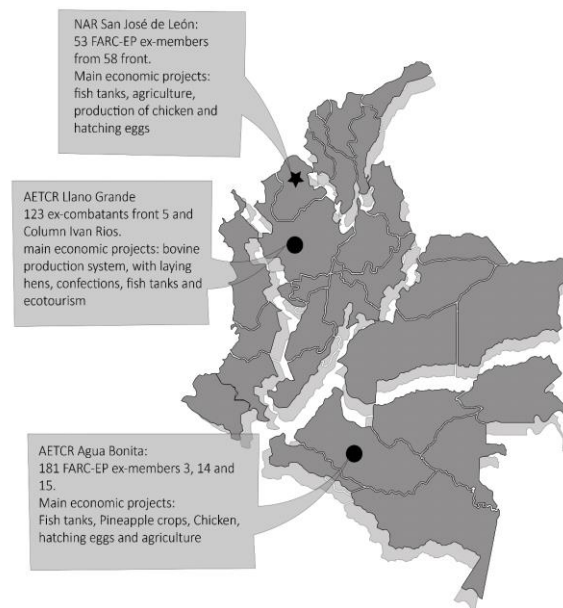 NAR San José de León:
53 FARC-EP ex-members
from 58 front.
Main economic projects:
fish tanks, agriculture,
production of chicken and
hatching eggs
AETCR Llano Grande
123 ex-combatants front 5 and
Column Ivan Rios.
main economic projects: bovine
production system, with laying
hens, confections, fish tanks and
ecotourism
AETCR Agua Bonita:
181 FARC-EP ex-members 3, 14 and
15.
Main economic projects:
Fish tanks, Pineapple crops, Chicken,
hatching eggs and agriculture